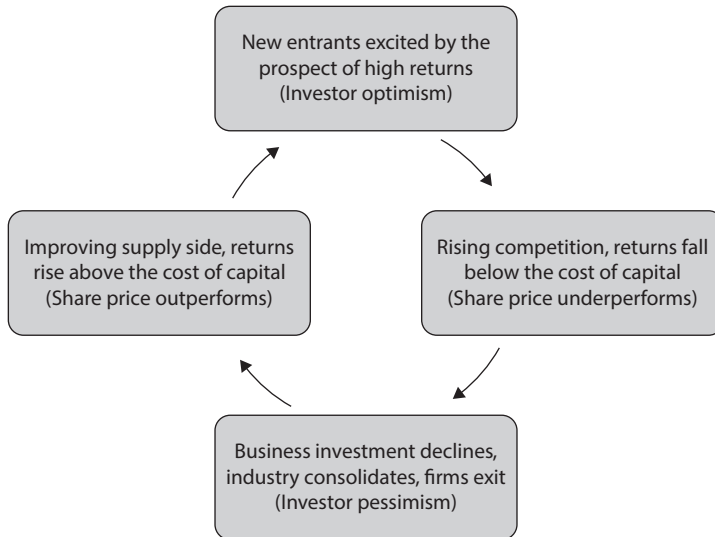 New entrants excited by the
prospect of high returns
(Investor optimism)
Improving supply side, returns
rise above the cost of capital
(Share price outperforms)
Rising competition, returns fall
below the cost of capital
(Share price underperforms)
Business investment declines,
industry consolidates, firms exit
(Investor pessimism)